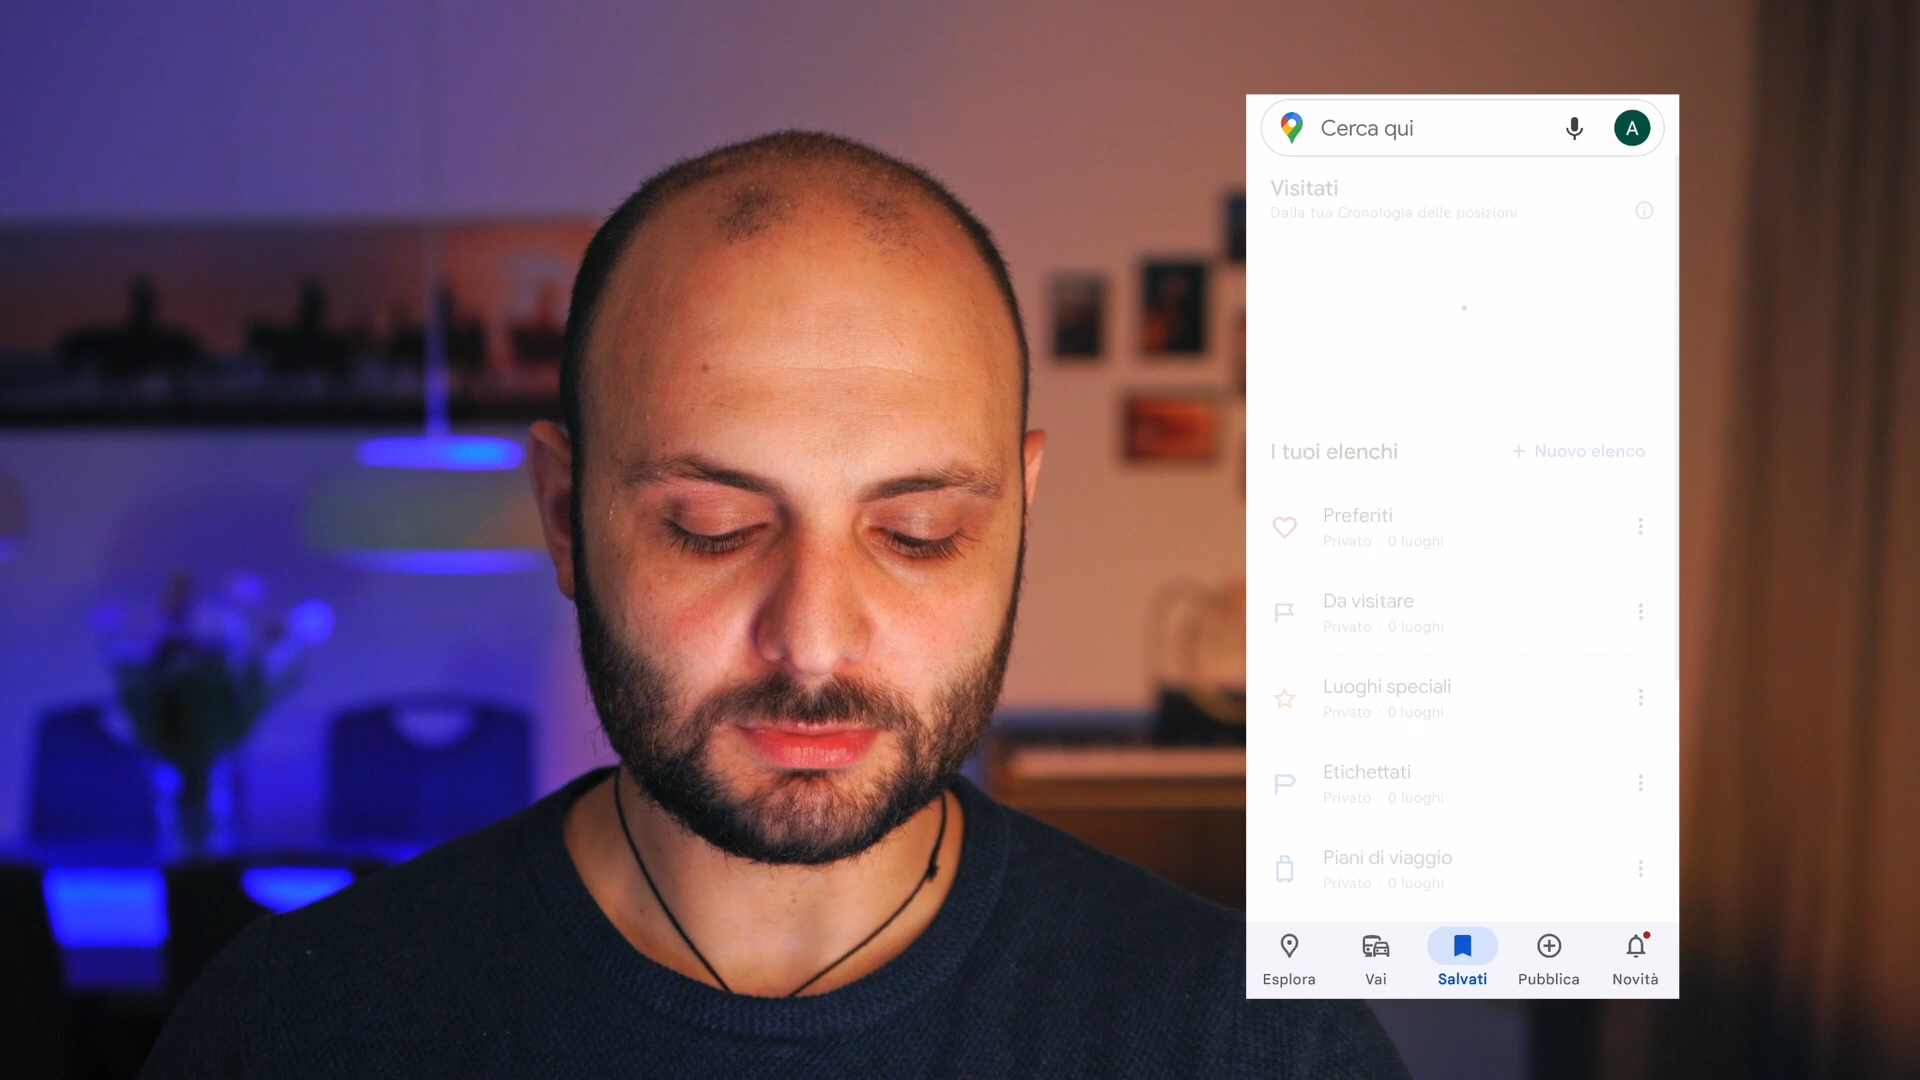 Cerca qui
A
Visitati
Dalla tua Cronologia delle posizioni
I tuoi elenchi
+ Nuovo elenco
Preferiti
Privato · 0 luoghi
Da visitare
Privato · 0 luoghi
Luoghi speciali
Privato · 0 luoghi
Etichettati
Privato · 0 luoghi
Piani di viaggio
Privato · 0 luoghi
Esplora
Vai
Salvati
Pubblica
Novità